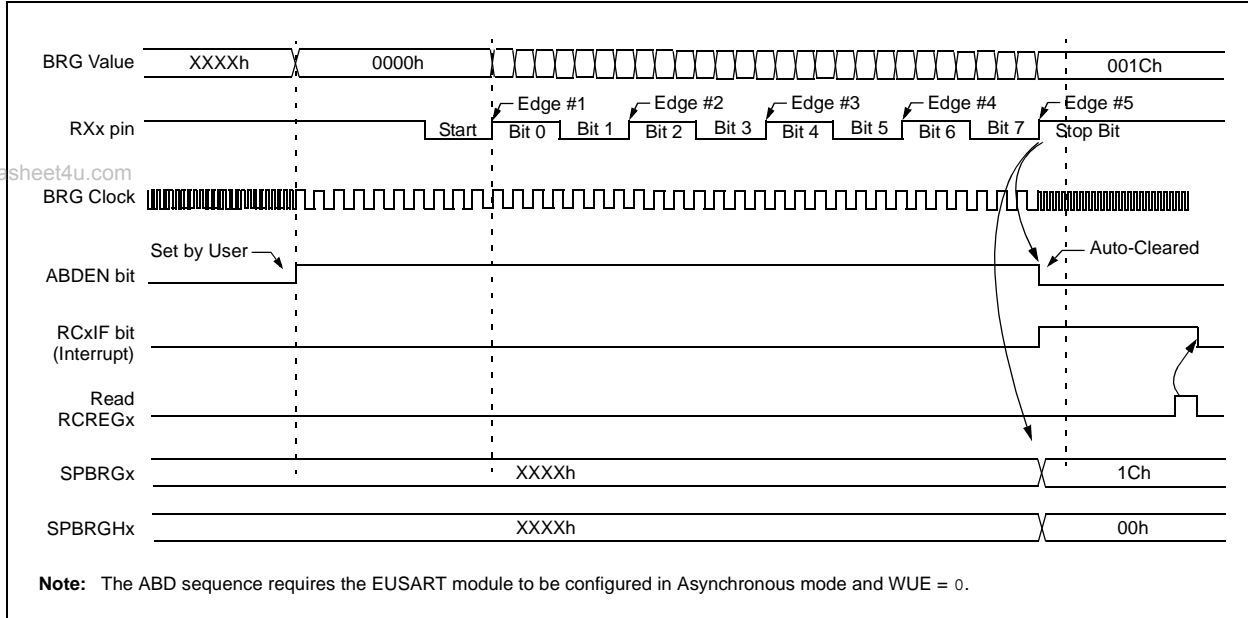 BRG Value XXXXh 0000h 001Ch
Edge #1 Edge #2 Edge #3 Edge #4 Edge #5
RXx pin Start Bit 0 Bit 1 Bit 2 Bit 3 Bit 4 Bit 5 Bit 6 Bit 7 Stop Bit
asheet4u.com
BRG Clock
Set by User Auto-Cleared
ABDEN bit
RCxIF bit
(Interrupt)
Read
RCREGx
SPBRGx XXXXh 1Ch
SPBRGHx XXXXh 00h
Note: The ABD sequence requires the EUSART module to be configured in Asynchronous mode and WUE = 0.